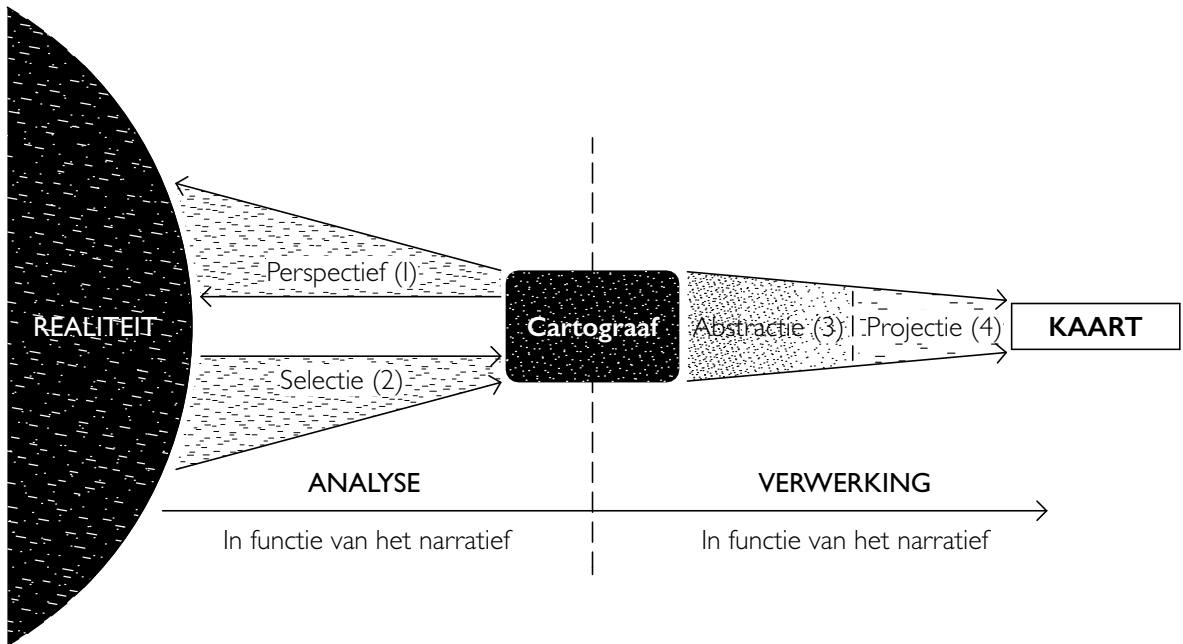 Perspectief (1)
REALITEIT
Cartograaf
Abstractie (3)
Projectie (4)
KAART
Selectie (2)
ANALYSE
VERWERKING
In functie van het narratief
In functie van het narratief